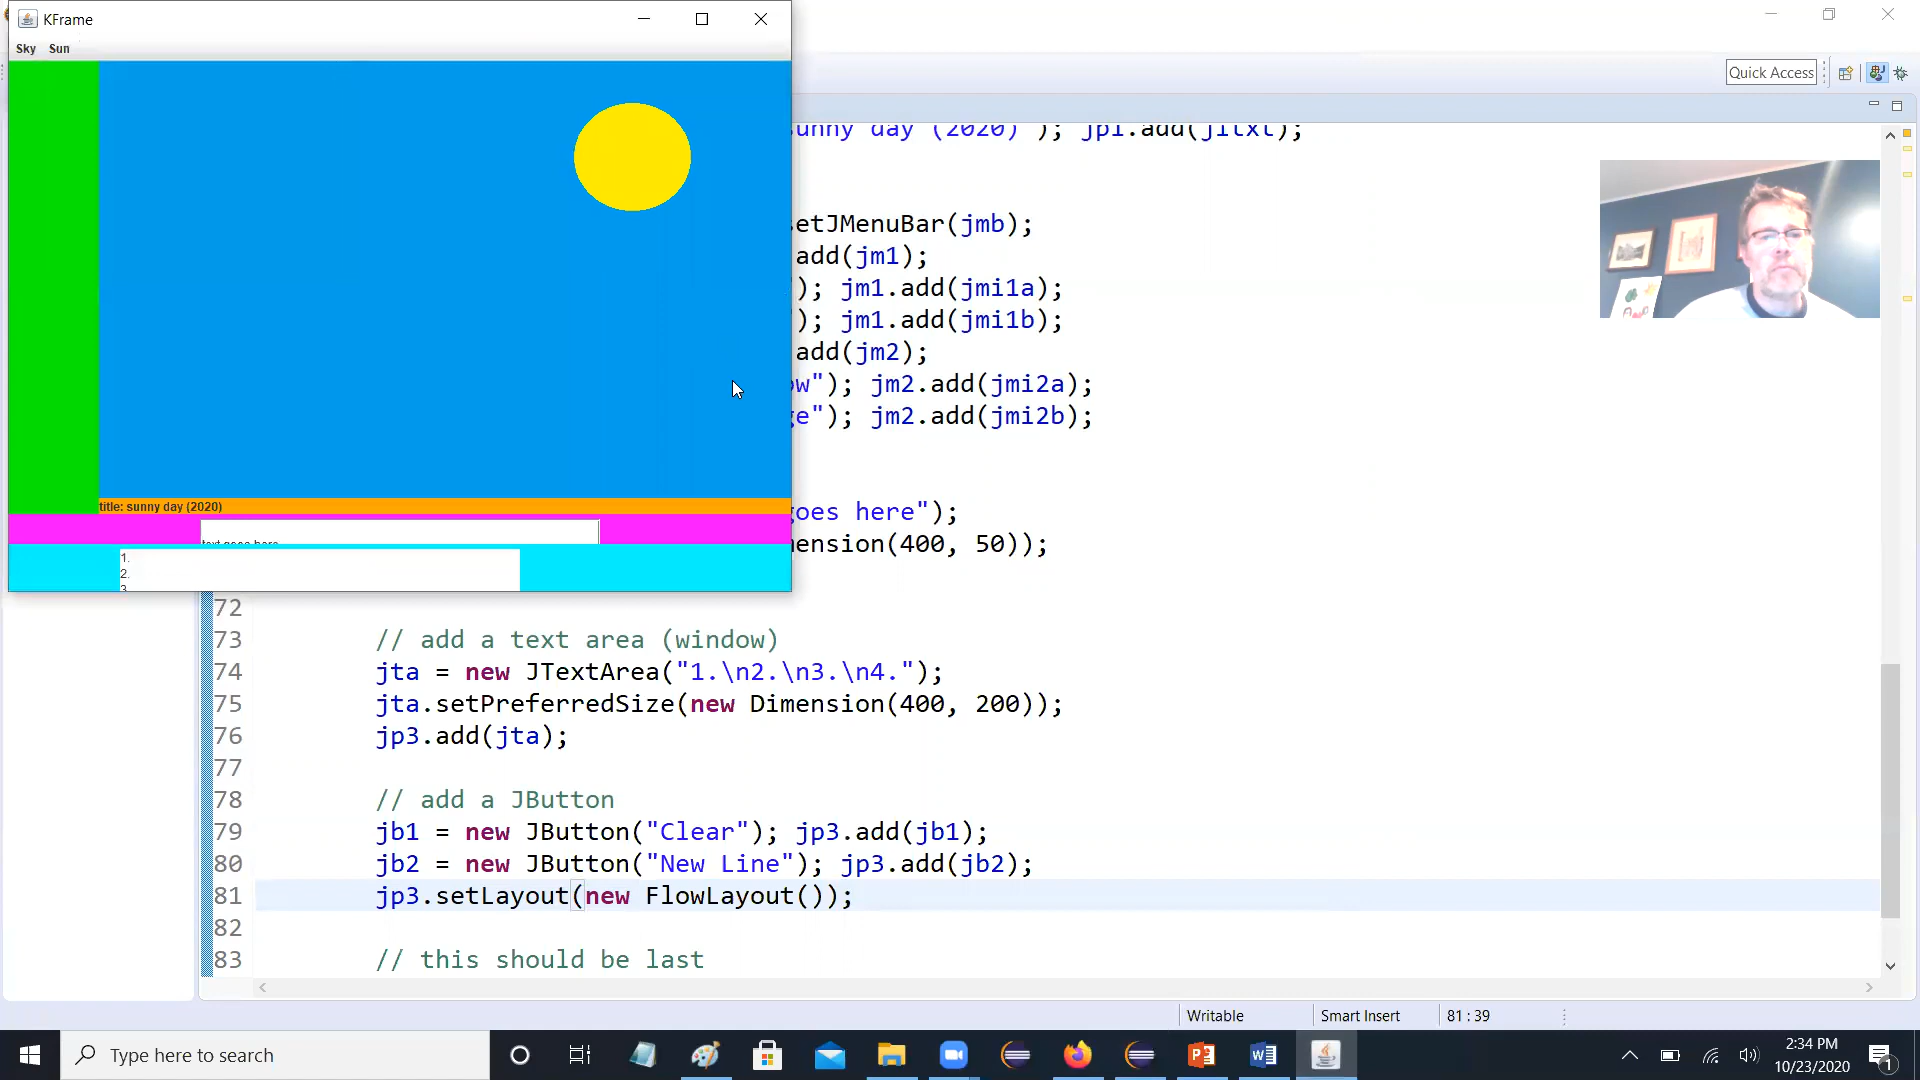 KFrame
Sky Sun
Quick Access
sunny day (2020) ); jp1.add(jltxt);
setJMenuBar(jmb);
add(jm1);
"); jm1.add(jmi1a);
"); jm1.add(jmi1b);
add(jm2);
ow"); jm2.add(jmi2a);
ge"); jm2.add(jmi2b);
title: sunny day (2020)
goes here");
text goes here
mension(400, 50));
1.
2.
3.
72
73 // add a text area (window)
74 jta = new JTextArea("1.\n2.\n3.\n4.");
75 jta.setPreferredSize(new Dimension(400, 200));
76 jp3.add(jta);
77
78 // add a JButton
79 jb1 = new JButton("Clear"); jp3.add(jb1);
80 jb2 = new JButton("New Line"); jp3.add(jb2);
81 jp3.setLayout(new FlowLayout());
82
83 // this should be last
Writable Smart Insert 81 : 39
Type here to search
2:34 PM
10/23/2020
1